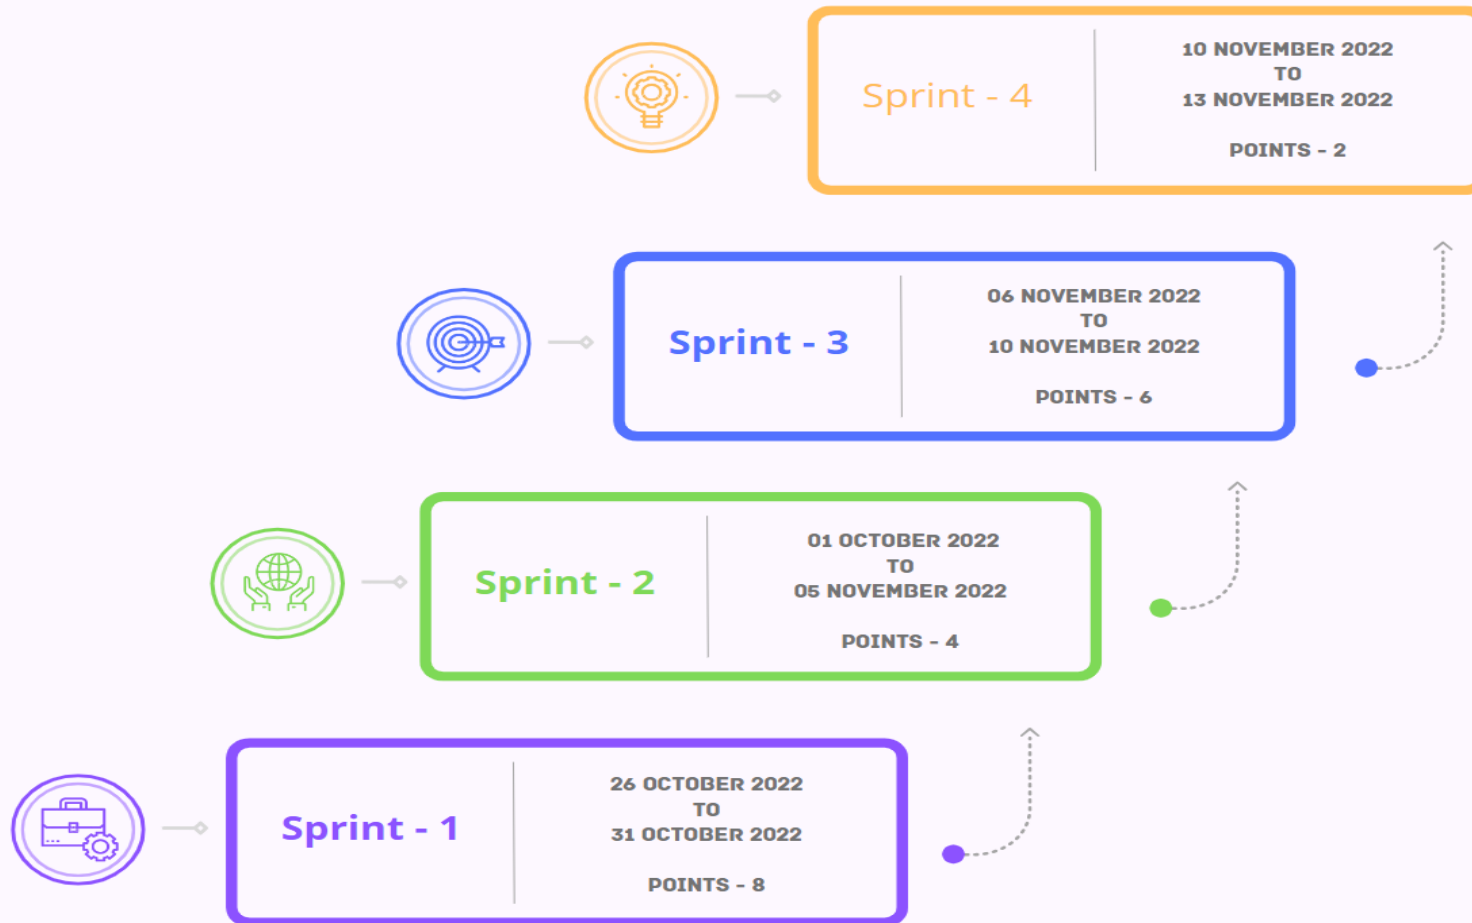 Sprint - 4
10 NOVEMBER 2022
TO
13 NOVEMBER 2022
POINTS - 2
Sprint - 3
06 NOVEMBER 2022
TO
10 NOVEMBER 2022
POINTS - 6
Sprint - 2
01 OCTOBER 2022
TO
05 NOVEMBER 2022
POINTS - 4
Sprint - 1
26 OCTOBER 2022
TO
31 OCTOBER 2022
POINTS - 8